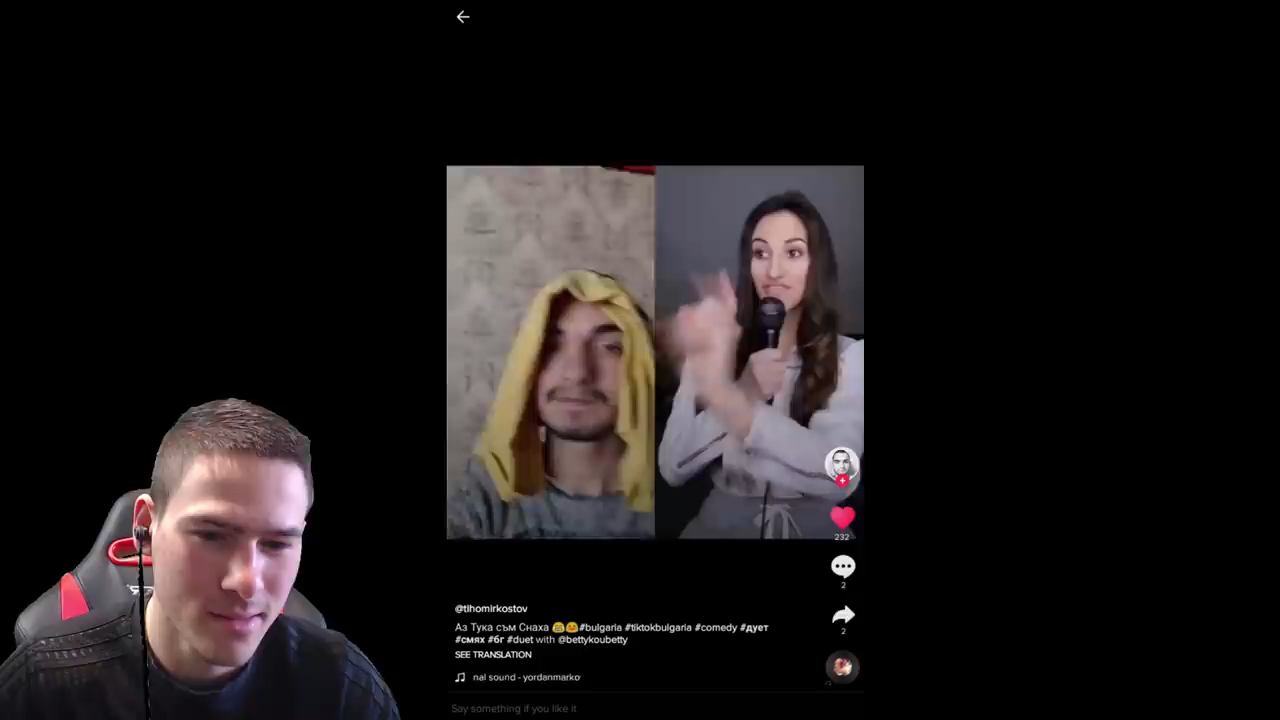 232
2
2
@tihomirkostov
Аз Тука съм Снаха 😂😂#bulgaria #tiktokbulgaria #comedy #дует
#смях #бг #duet with @bettykoubetty
SEE TRANSLATION
nal sound - yordanmarko
Say something if you like it